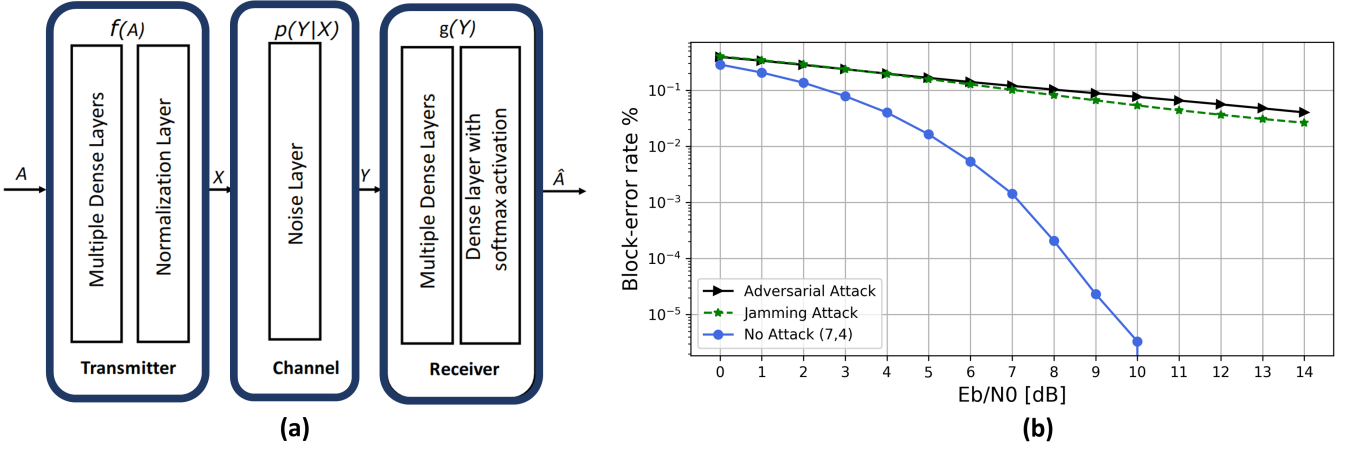 f(A)
Multiple Dense Layers
Normalization Layer
Transmitter
A
X
p(Y|X)
Noise Layer
Channel
Y
g(Y)
Multiple Dense Layers
Dense layer with
softmax activation
Receiver
Â
(a)
Block-error rate %
10⁻¹
10⁻²
10⁻³
10⁻⁴
10⁻⁵
Adversarial Attack
Jamming Attack
No Attack (7,4)
0 1 2 3 4 5 6 7 8 9 10 11 12 13 14
Eb/N0 [dB]
(b)